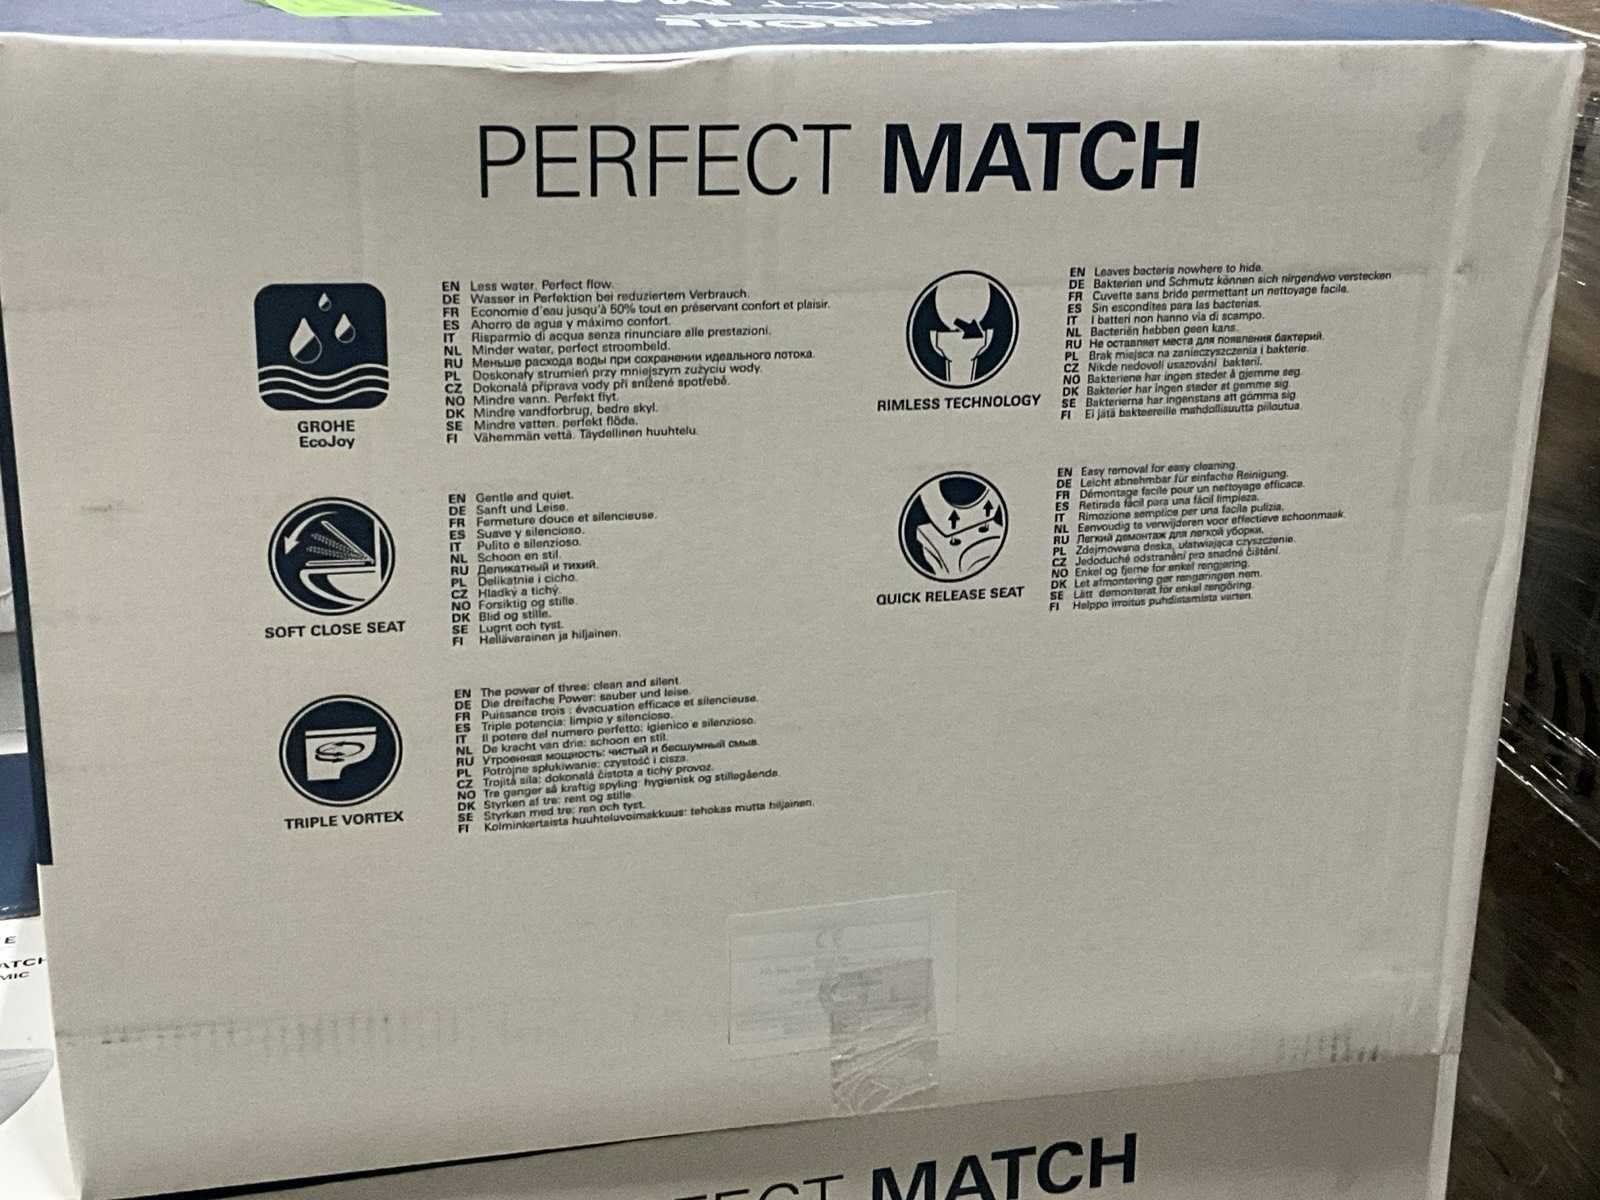 GROHE
PERFECT MATCH
PERFECT MATCH
GROHE
EcoJoy
EN Less water. Perfect flow.
DE Wasser in Perfektion bei reduziertem Verbrauch.
FR Economie d'eau jusqu'à 50% tout en préservant confort et plaisir.
ES Ahorro de agua y máximo confort.
IT Risparmio di acqua senza rinunciare alle prestazioni.
NL Minder water, perfect stroombeeld.
RU Меньше расхода воды при сохранении идеального потока.
PL Doskonały strumień przy mniejszym zużyciu wody.
CZ Dokonalá příprava vody při snížené spotřebě.
NO Mindre vann. Perfekt flyt.
DK Mindre vandforbrug, bedre skyl.
SE Mindre vatten, perfekt flöde.
FI Vähemmän vettä. Täydellinen huuhtelu.
RIMLESS TECHNOLOGY
EN Leaves bacteria nowhere to hide.
DE Bakterien und Schmutz können sich nirgendwo verstecken
FR Cuvette sans bride permettant un nettoyage facile.
ES Sin escondites para las bacterias.
IT I batteri non hanno via di scampo.
NL Bacteriën hebben geen kans.
RU Не оставляет места для появления бактерий.
PL Brak miejsca na zanieczyszczenia i bakterie.
CZ Nikde nedovolí usazování bakterií.
NO Bakteriene har ingen steder å gjemme seg.
DK Bakterier har ingen steder at gemme sig.
SE Bakterierna har ingenstans att gömma sig.
FI Ei jätä bakteereille mahdollisuutta piiloutua.
SOFT CLOSE SEAT
EN Gentle and quiet.
DE Sanft und Leise.
FR Fermeture douce et silencieuse.
ES Suave y silencioso.
IT Pulito e silenzioso.
NL Schoon en stil.
RU Деликатный и тихий.
PL Delikatnie i cicho.
CZ Hladký a tichý.
NO Forsiktig og stille.
DK Blid og stille.
SE Lugnt och tyst.
FI Hellävarainen ja hiljainen.
QUICK RELEASE SEAT
EN Easy removal for easy cleaning.
DE Leicht abnehmbar für einfache Reinigung.
FR Démontage facile pour un nettoyage efficace.
ES Retirada fácil para una fácil limpieza.
IT Rimozione semplice per una facile pulizia.
NL Eenvoudig te verwijderen voor effectieve schoonmaak.
RU Легкий демонтаж для легкой уборки.
PL Zdejmowana deska, ułatwiająca czyszczenie.
CZ Jedoduché odstranění pro snadné čištění.
NO Enkel og fjerne for enkel rengjøring.
DK Let afmontering gør rengøringen nem.
SE Lätt demonterat för enkel rengöring.
FI Helppo irroitus puhdistamista varten.
TRIPLE VORTEX
EN The power of three: clean and silent.
DE Die dreifache Power: sauber und leise.
FR Puissance trois : évacuation efficace et silencieuse.
ES Triple potencia: limpio y silencioso.
IT Il potere del numero perfetto: igienico e silenzioso.
NL De kracht van drie: schoon en stil.
RU Утроенная мощность: чистый и бесшумный смыв.
PL Potrójne spłukiwanie: czystość i cisza.
CZ Trojitá síla: dokonalá čistota a tichý provoz.
NO Tre ganger så kraftig spyling: hygienisk og stillegående.
DK Styrken af tre: rent og stille.
SE Styrkan med tre: ren och tyst.
FI Kolminkertaista huuhteluvoimakkuus: tehokas mutta hiljainen.
E
ATCH
MIC
ECT MATCH